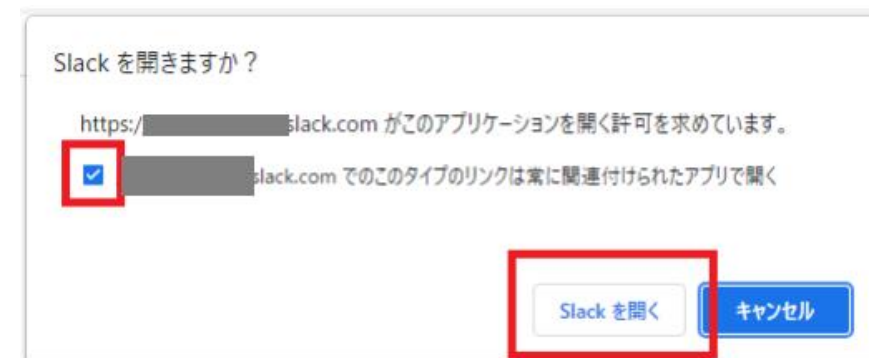 Slack を開きますか？
https:/ slack.com がこのアプリケーションを開く許可を求めています。
slack.com でのこのタイプのリンクは常に関連付けられたアプリで開く
Slack を開く キャンセル